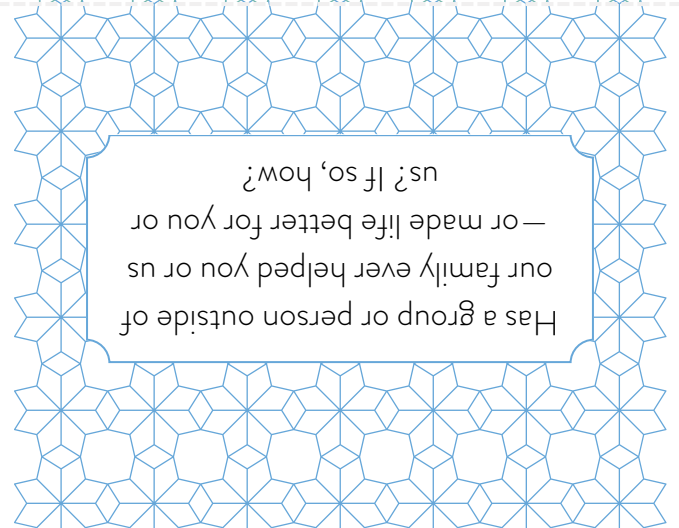 Has a group or person outside of
our family ever helped you or us
—or made life better for you or
us? If so, how?